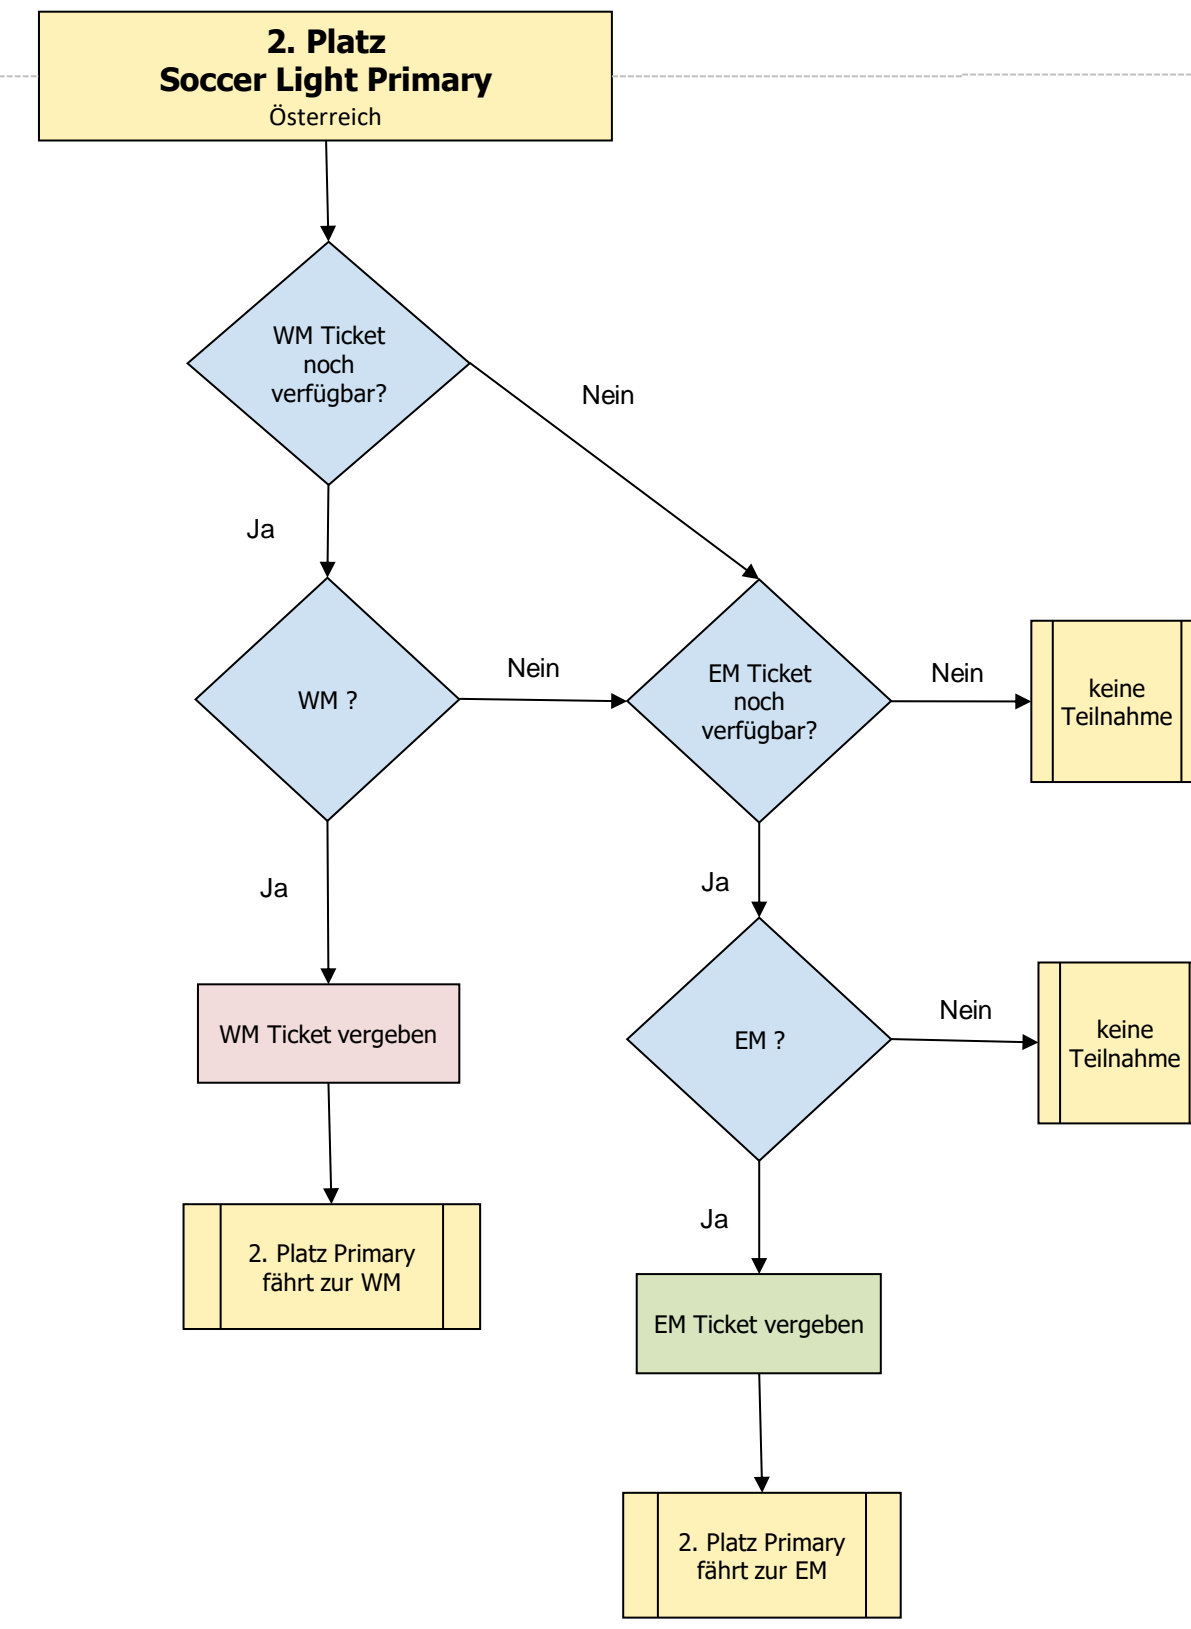 2. Platz
Soccer Light Primary
Österreich
WM Ticket
noch
verfügbar?
Nein
Ja
WM ?
Nein
EM Ticket
noch
verfügbar?
Nein
keine
Teilnahme
Ja
Ja
WM Ticket vergeben
EM ?
Nein
keine
Teilnahme
2. Platz Primary
fährt zur WM
Ja
EM Ticket vergeben
2. Platz Primary
fährt zur EM